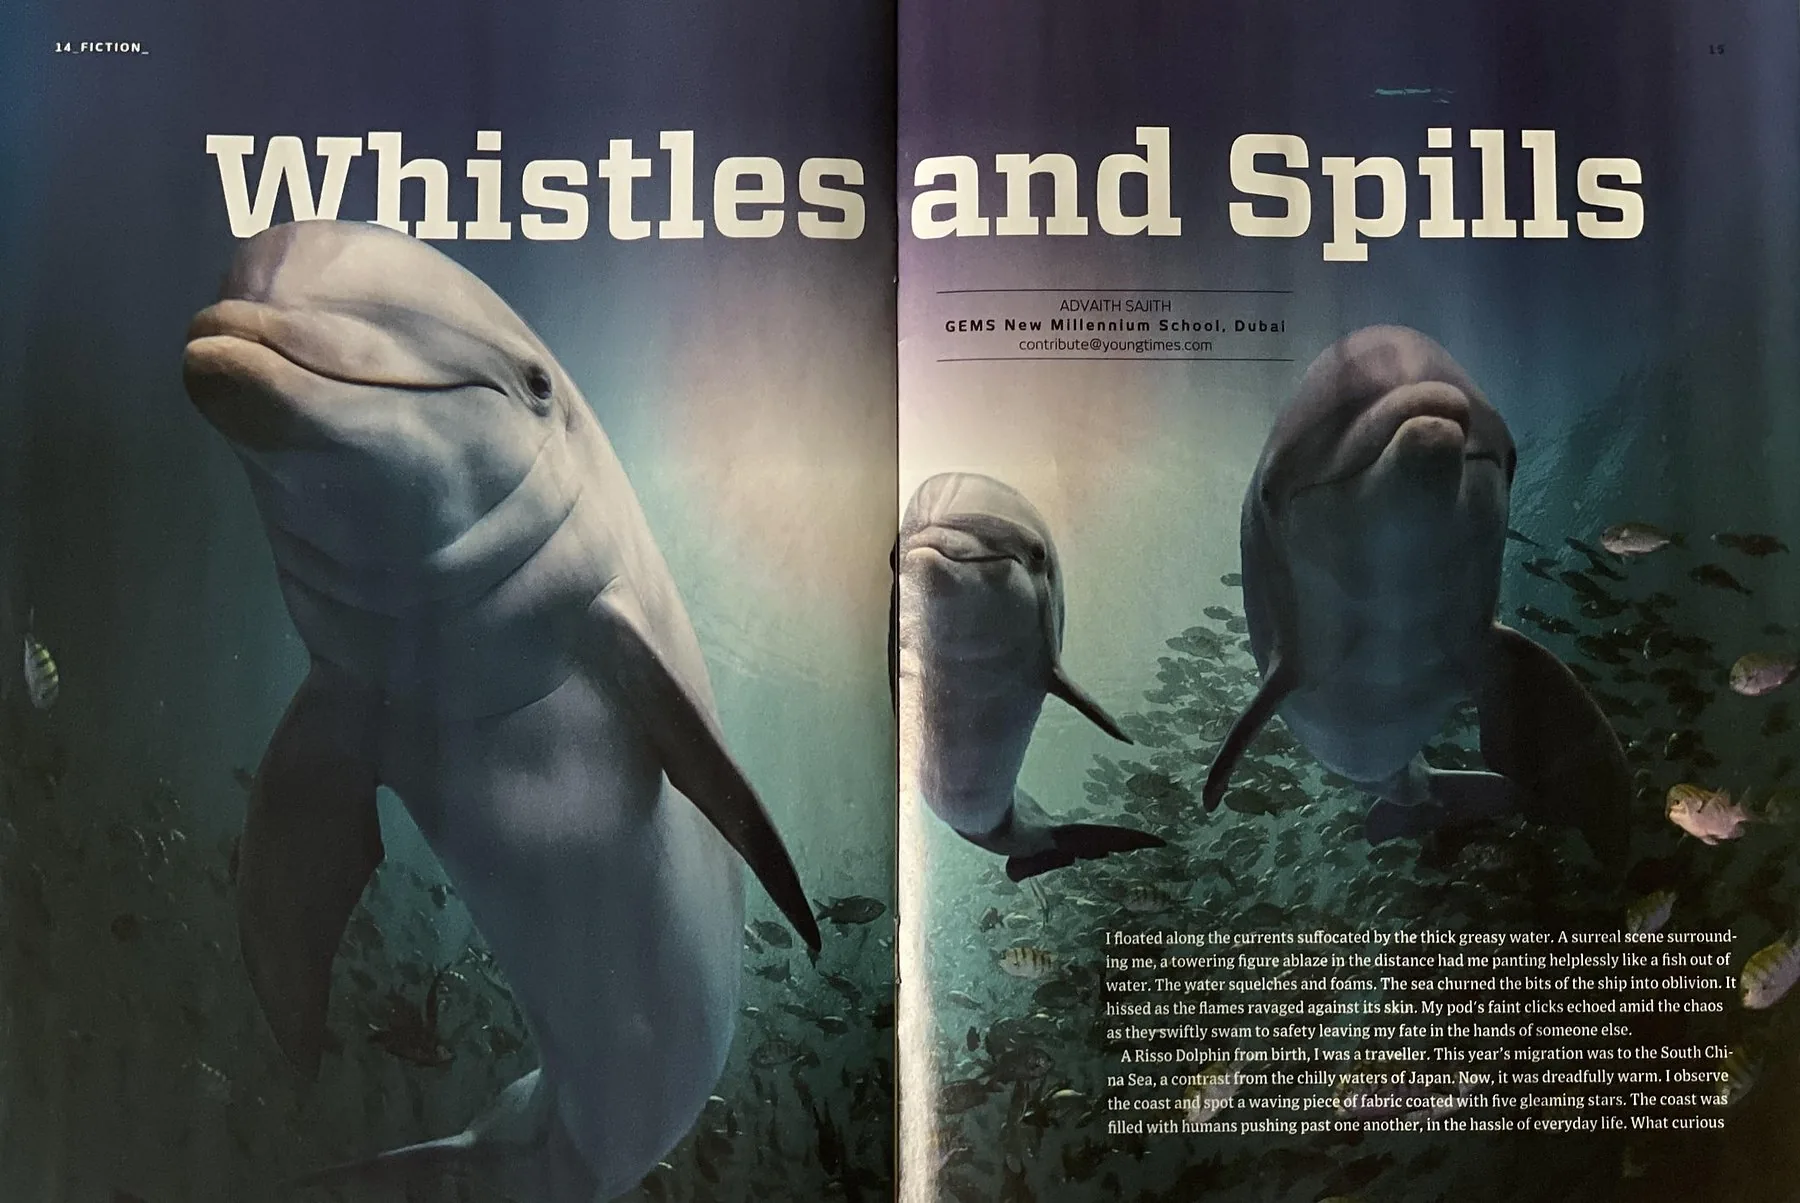 14_FICTION_
15
Whistles and Spills
ADVAITH SAJITH
GEMS New Millennium School, Dubai
contribute@youngtimes.com
I floated along the currents suffocated by the thick greasy water. A surreal scene surround-
ing me, a towering figure ablaze in the distance had me panting helplessly like a fish out of
water. The water squelches and foams. The sea churned the bits of the ship into oblivion. It
hissed as the flames ravaged against its skin. My pod's faint clicks echoed amid the chaos
as they swiftly swam to safety leaving my fate in the hands of someone else.
A Risso Dolphin from birth, I was a traveller. This year's migration was to the South Chi-
na Sea, a contrast from the chilly waters of Japan. Now, it was dreadfully warm. I observe
the coast and spot a waving piece of fabric coated with five gleaming stars. The coast was
filled with humans pushing past one another, in the hassle of everyday life. What curious